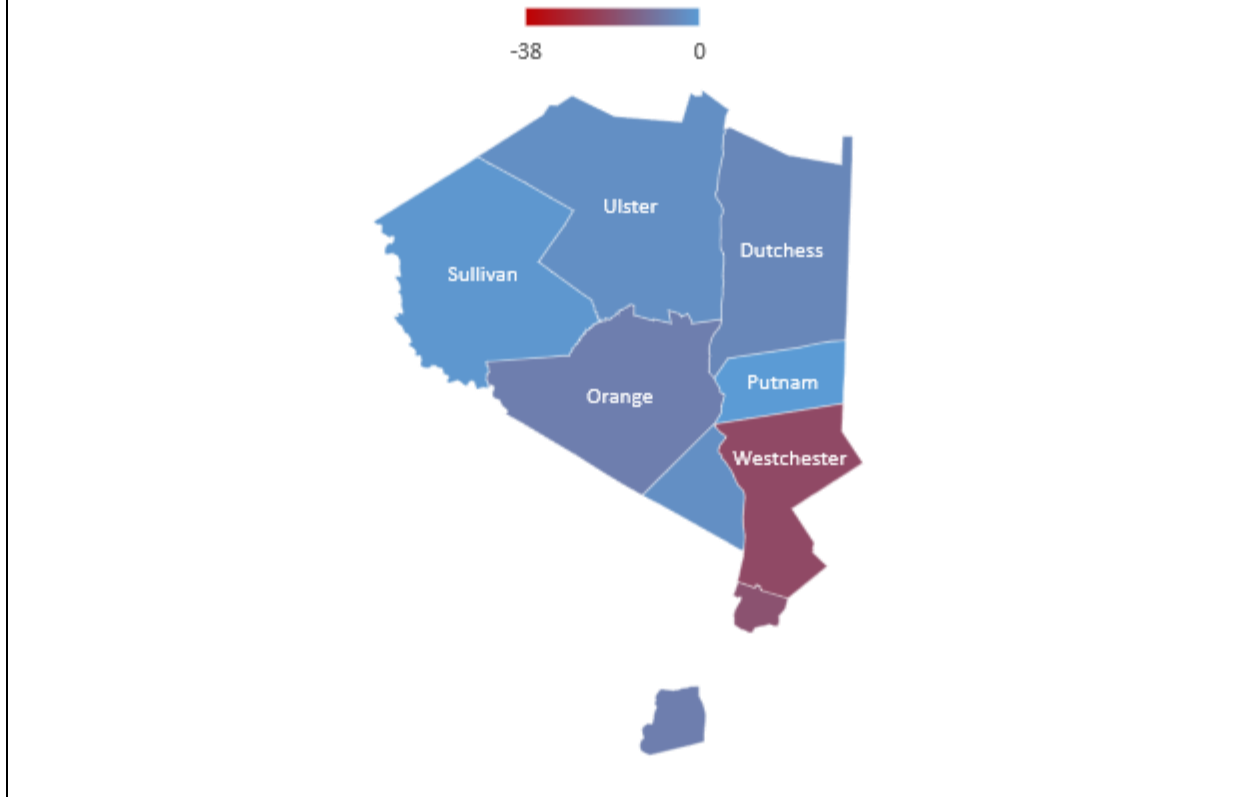 -38 0
Ulster
Dutchess
Sullivan
Putnam
Orange
Westchester